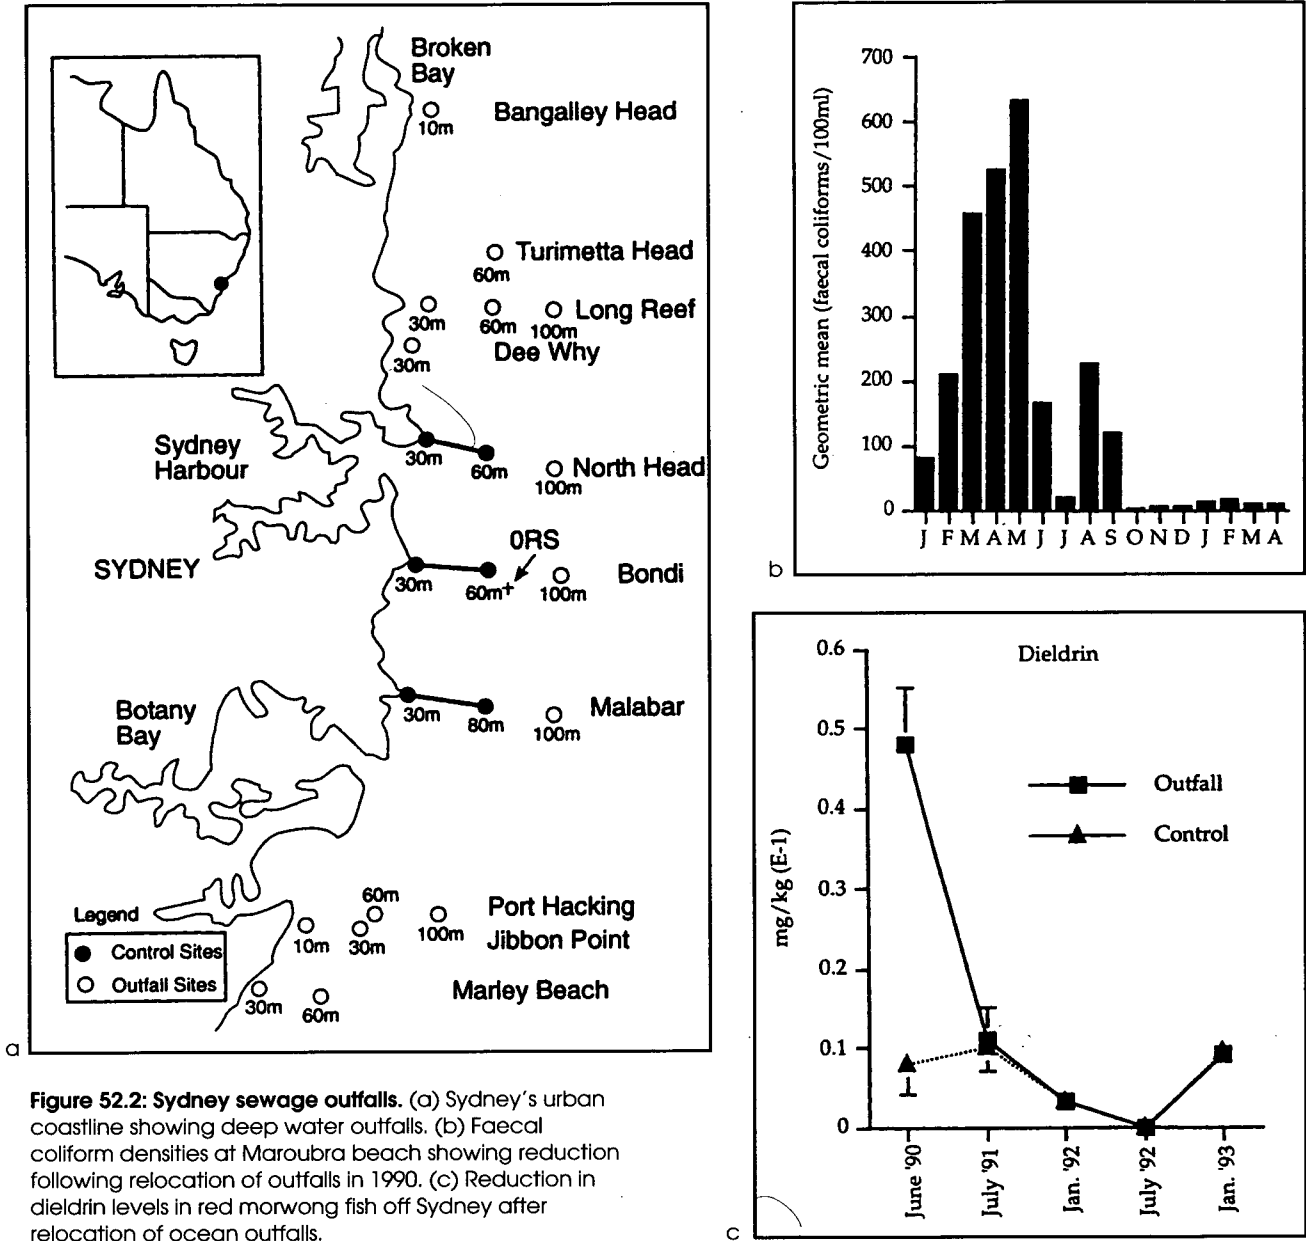 Broken
Bay
Bangalley Head
10m
Turimetta Head
60m
Long Reef
30m
60m
100m
Dee Why
30m
Sydney
Harbour
30m
60m
North Head
100m
SYDNEY
0RS
Bondi
30m
60m+
100m
Botany
Bay
Malabar
30m
80m
100m
60m
Port Hacking
Legend
10m
30m
100m
Jibbon Point
Control Sites
Outfall Sites
30m
60m
Marley Beach
a
Geometric mean (faecal coliforms/100ml)
700
600
500
400
300
200
100
0
J F M A M J J A S O N D J F M A
b
Dieldrin
mg/kg (E-1)
0.6
0.5
0.4
0.3
0.2
0.1
0
Outfall
Control
June '90
July '91
Jan. '92
July '92
Jan. '93
c
Figure 52.2: Sydney sewage outfalls. (a) Sydney's urban
coastline showing deep water outfalls. (b) Faecal
coliform densities at Maroubra beach showing reduction
following relocation of outfalls in 1990. (c) Reduction in
dieldrin levels in red morwong fish off Sydney after
relocation of ocean outfalls.